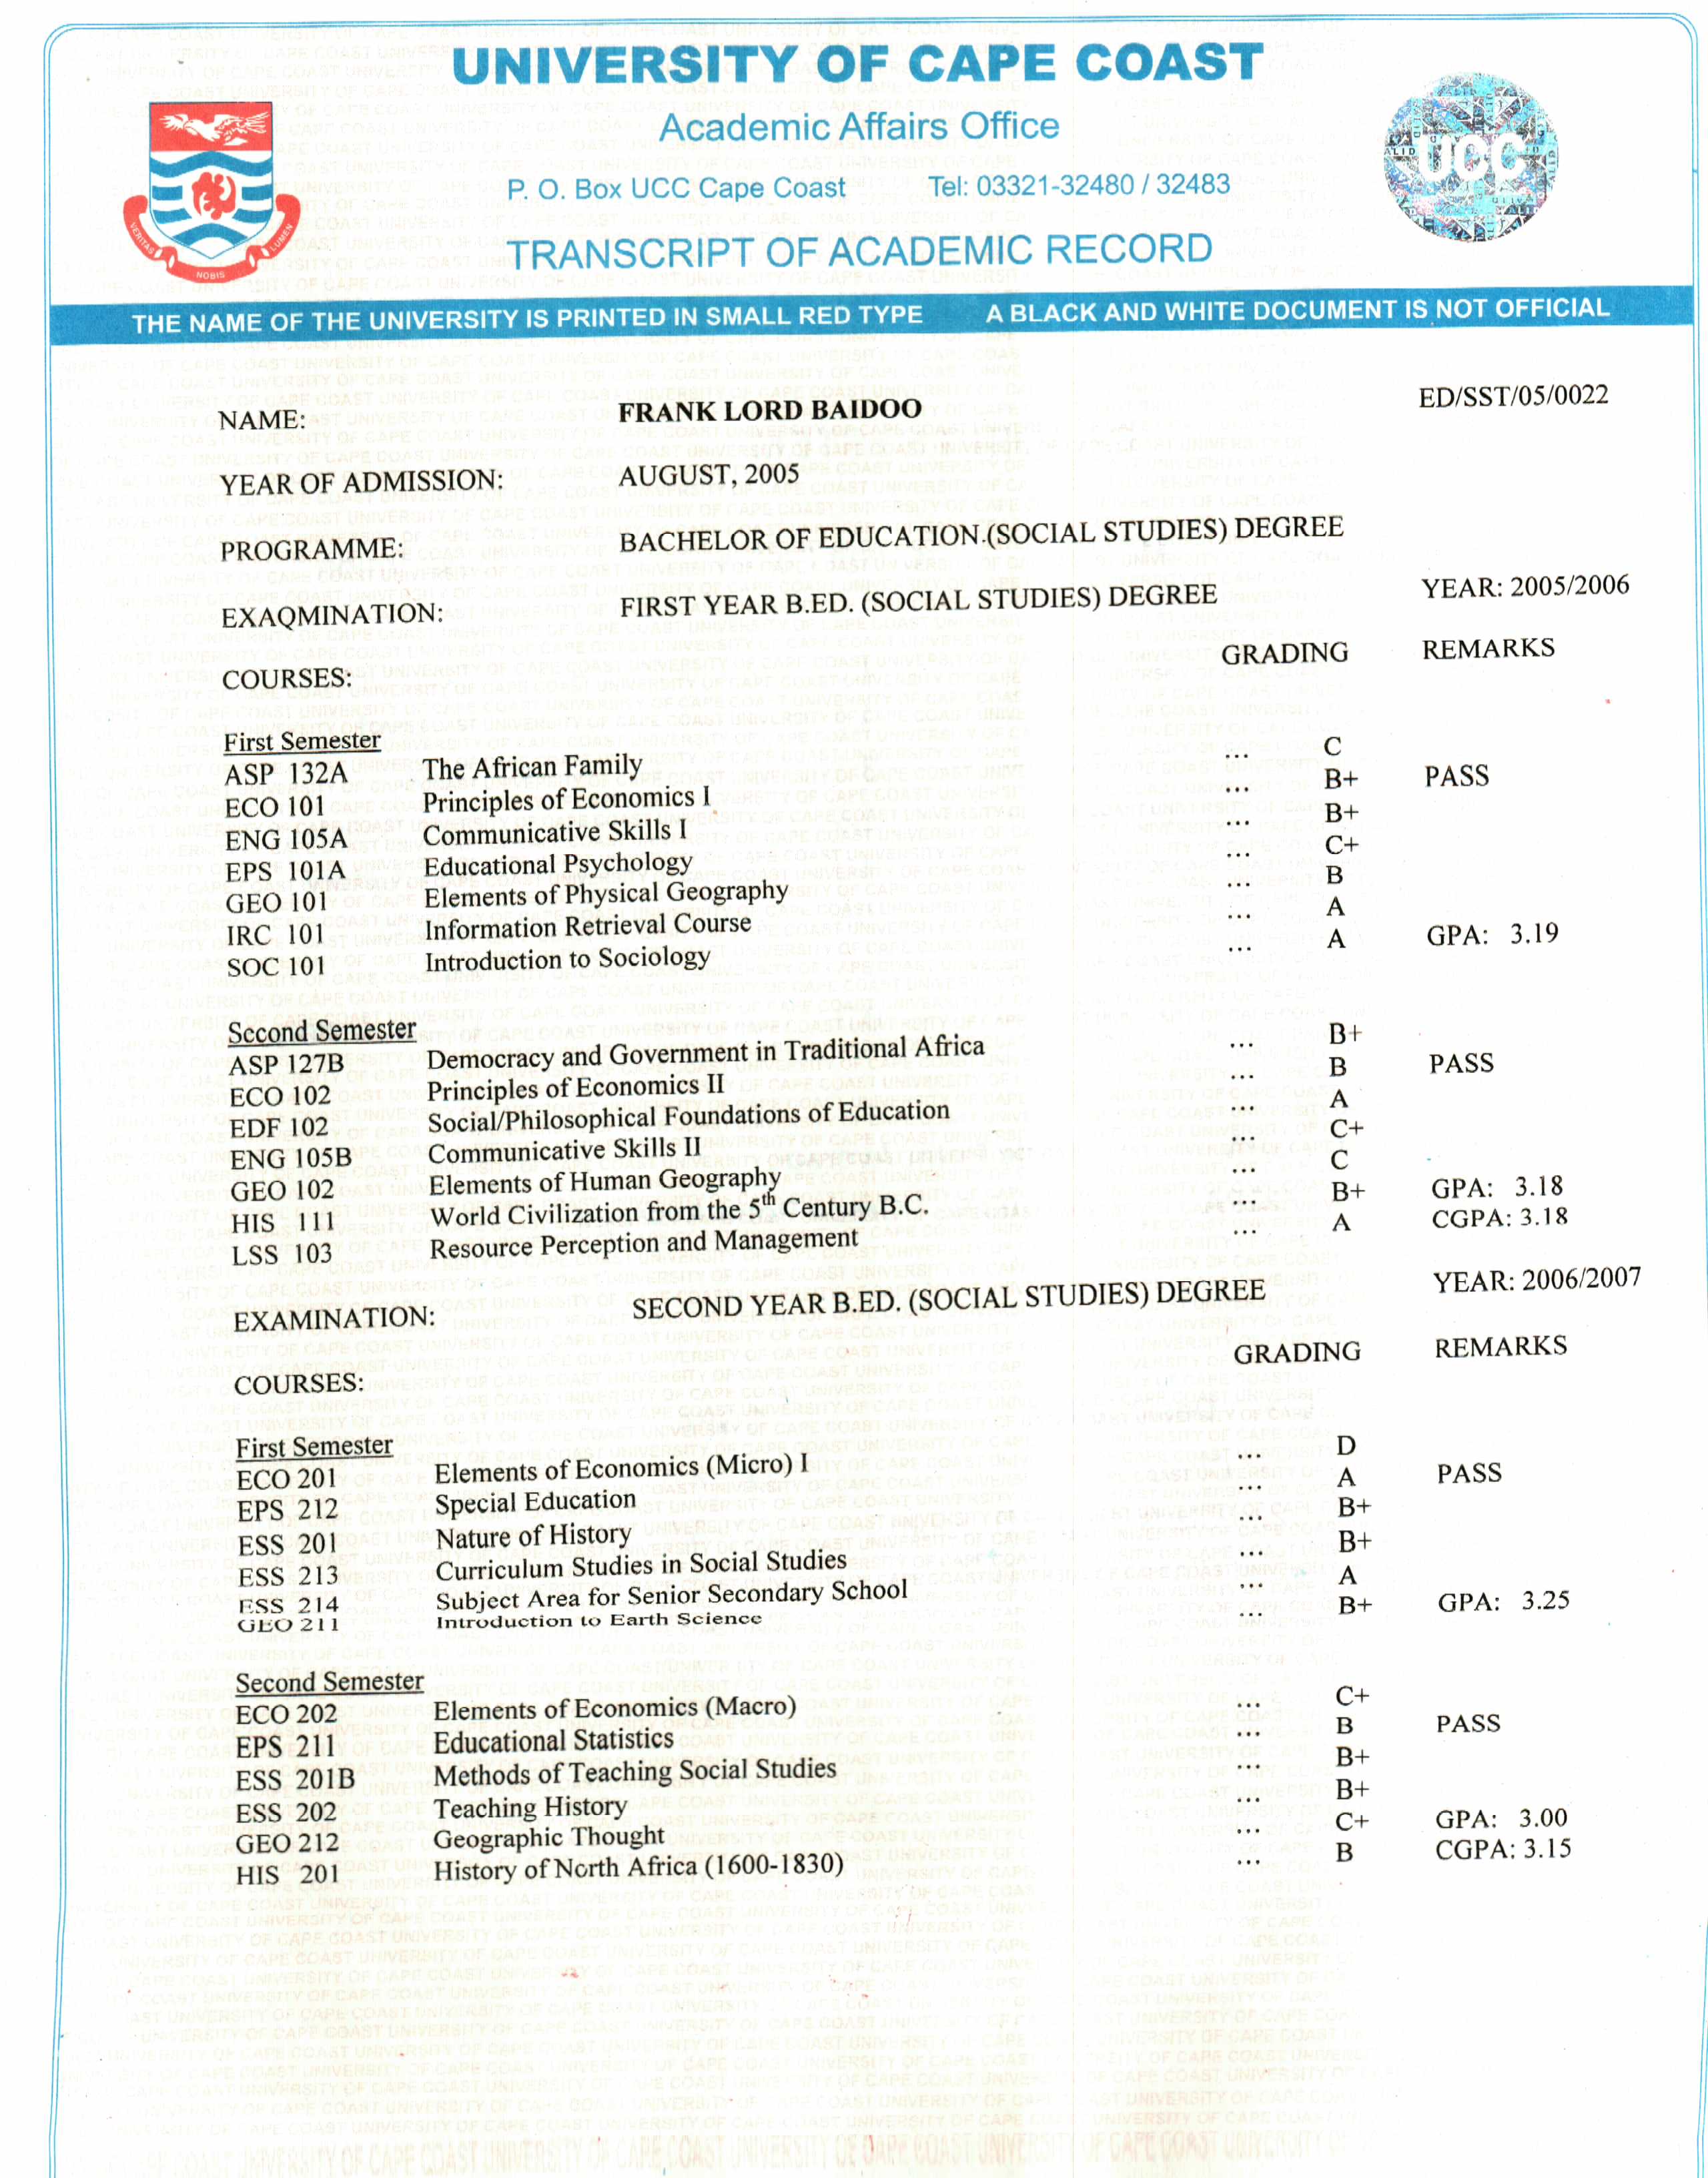 UNIVERSITY OF CAPE COAST
Academic Affairs Office
P. O. Box UCC Cape Coast Tel: 03321-32480 / 32483
TRANSCRIPT OF ACADEMIC RECORD
VERITAS NOBIS LUMEN
UCC
THE NAME OF THE UNIVERSITY IS PRINTED IN SMALL RED TYPE A BLACK AND WHITE DOCUMENT IS NOT OFFICIAL
NAME: FRANK LORD BAIDOO ED/SST/05/0022
YEAR OF ADMISSION: AUGUST, 2005
PROGRAMME: BACHELOR OF EDUCATION.(SOCIAL STUDIES) DEGREE
EXAQMINATION: FIRST YEAR B.ED. (SOCIAL STUDIES) DEGREE YEAR: 2005/2006
COURSES: GRADING REMARKS
First Semester
ASP 132A The African Family ... C
ECO 101 Principles of Economics I ... B+ PASS
ENG 105A Communicative Skills I ... B+
EPS 101A Educational Psychology ... C+
GEO 101 Elements of Physical Geography ... B
IRC 101 Information Retrieval Course ... A
SOC 101 Introduction to Sociology ... A GPA: 3.19
Second Semester
ASP 127B Democracy and Government in Traditional Africa ... B+
ECO 102 Principles of Economics II ... B PASS
EDF 102 Social/Philosophical Foundations of Education ... A
ENG 105B Communicative Skills II ... C+
GEO 102 Elements of Human Geography ... C
HIS 111 World Civilization from the 5th Century B.C. ... B+ GPA: 3.18
LSS 103 Resource Perception and Management ... A CGPA: 3.18
EXAMINATION: SECOND YEAR B.ED. (SOCIAL STUDIES) DEGREE YEAR: 2006/2007
COURSES: GRADING REMARKS
First Semester
ECO 201 Elements of Economics (Micro) I ... D
EPS 212 Special Education ... A PASS
ESS 201 Nature of History ... B+
ESS 213 Curriculum Studies in Social Studies ... B+
ESS 214 Subject Area for Senior Secondary School ... A
GEO 211 Introduction to Earth Science ... B+ GPA: 3.25
Second Semester
ECO 202 Elements of Economics (Macro) ... C+
EPS 211 Educational Statistics ... B PASS
ESS 201B Methods of Teaching Social Studies ... B+
ESS 202 Teaching History ... B+
GEO 212 Geographic Thought ... C+ GPA: 3.00
HIS 201 History of North Africa (1600-1830) ... B CGPA: 3.15